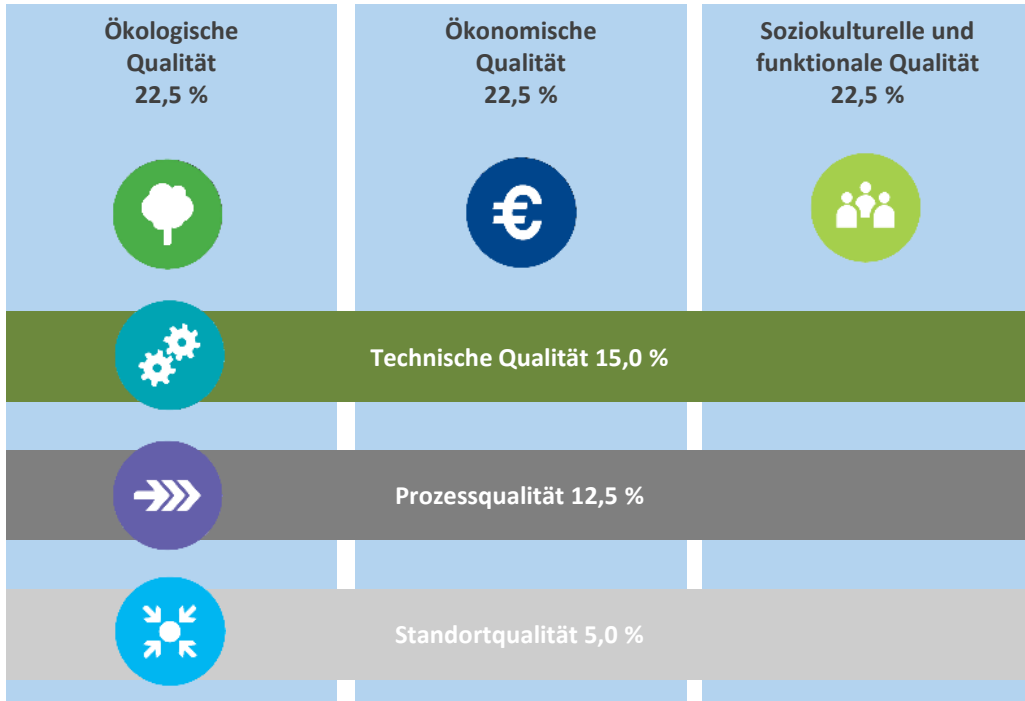 Ökologische
Qualität
22,5 %
Ökonomische
Qualität
22,5 %
Soziokulturelle und
funktionale Qualität
22,5 %
€
Technische Qualität 15,0 %
Prozessqualität 12,5 %
Standortqualität 5,0 %